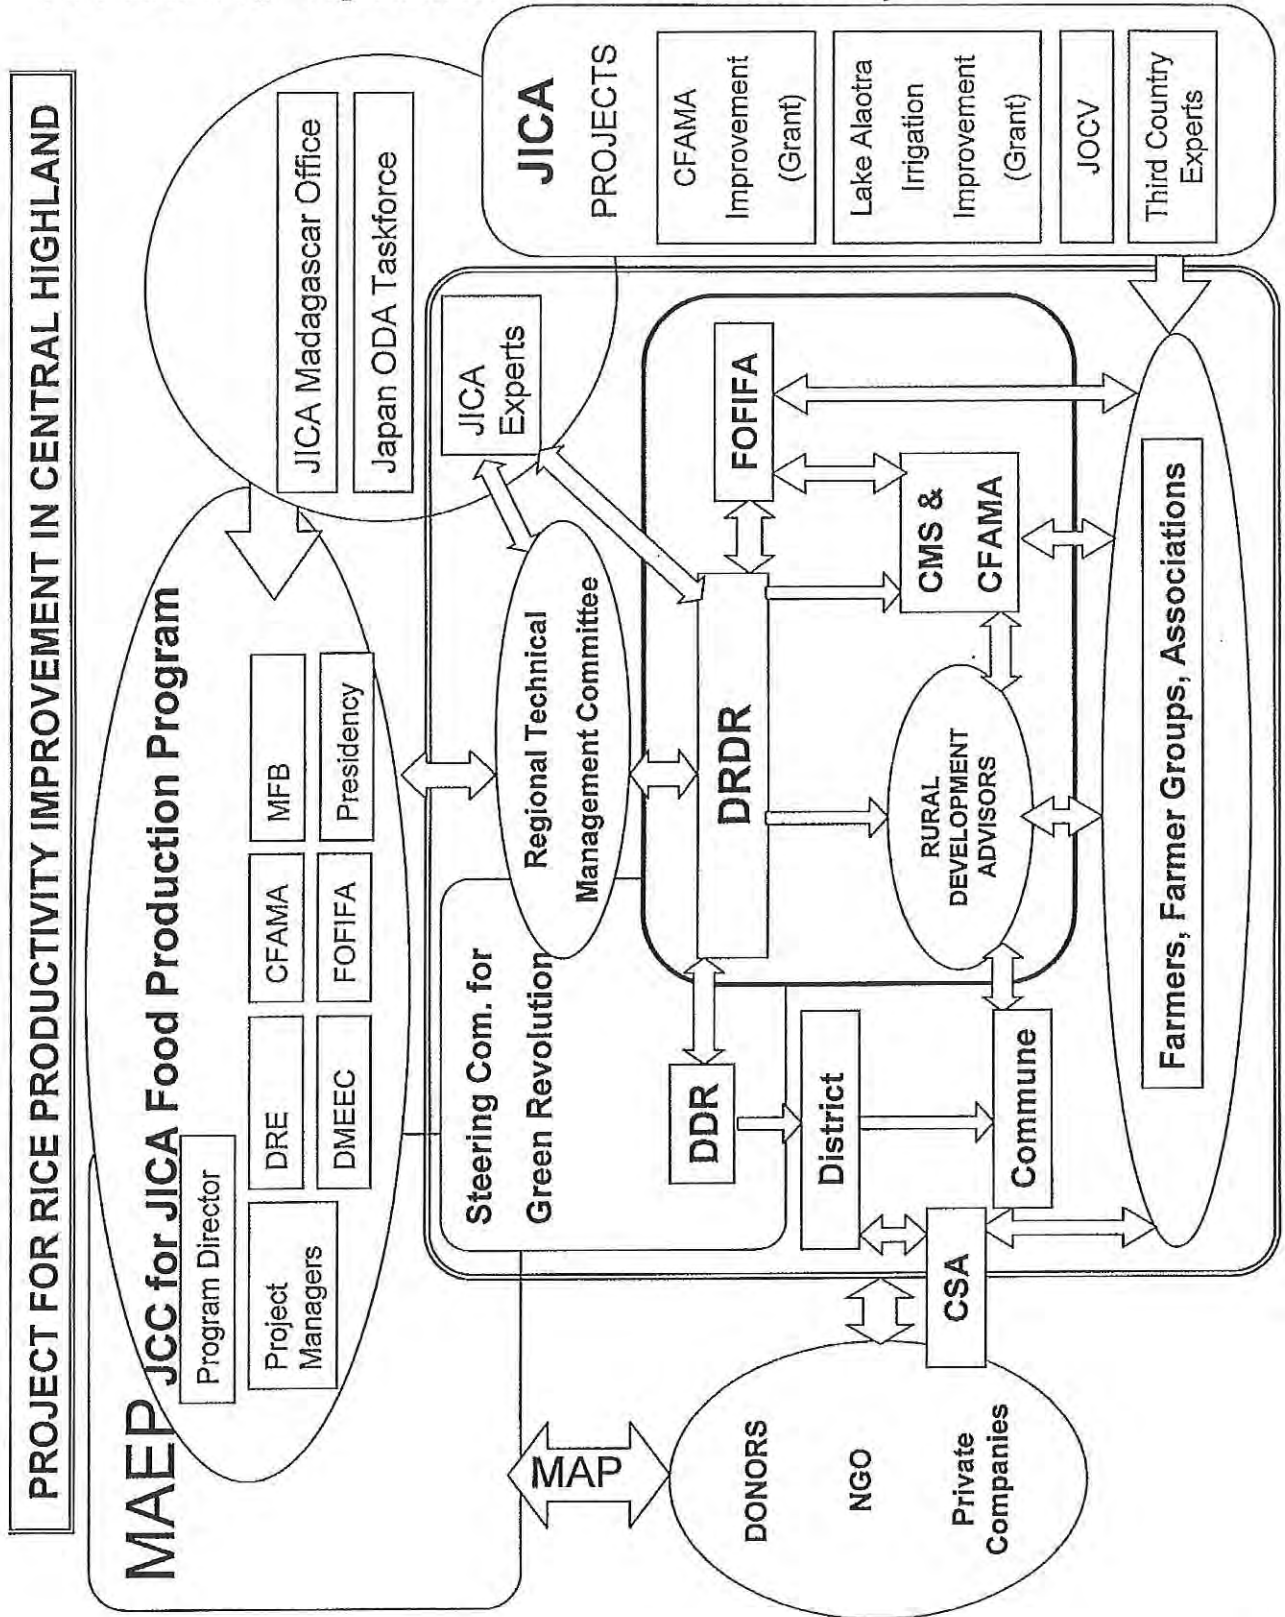 PROJECT FOR RICE PRODUCTIVITY IMPROVEMENT IN CENTRAL HIGHLAND
MAEP
JCC for JICA Food Production Program
Program Director
Project
Managers
DRE
CFAMA
MFB
DMEEC
FOFIFA
Presidency
JICA Madagascar Office
Japan ODA Taskforce
MAP
Steering Com. for
Green Revolution
Regional Technical
Management Committee
JICA
Experts
JICA
PROJECTS
CFAMA
Improvement
(Grant)
Lake Alaotra
Irrigation
Improvement
(Grant)
JOCV
Third Country
Experts
DDR
DRDR
FOFIFA
District
RURAL
DEVELOPMENT
ADVISORS
CMS &
CFAMA
Commune
CSA
DONORS
NGO
Private
Companies
Farmers, Farmer Groups, Associations